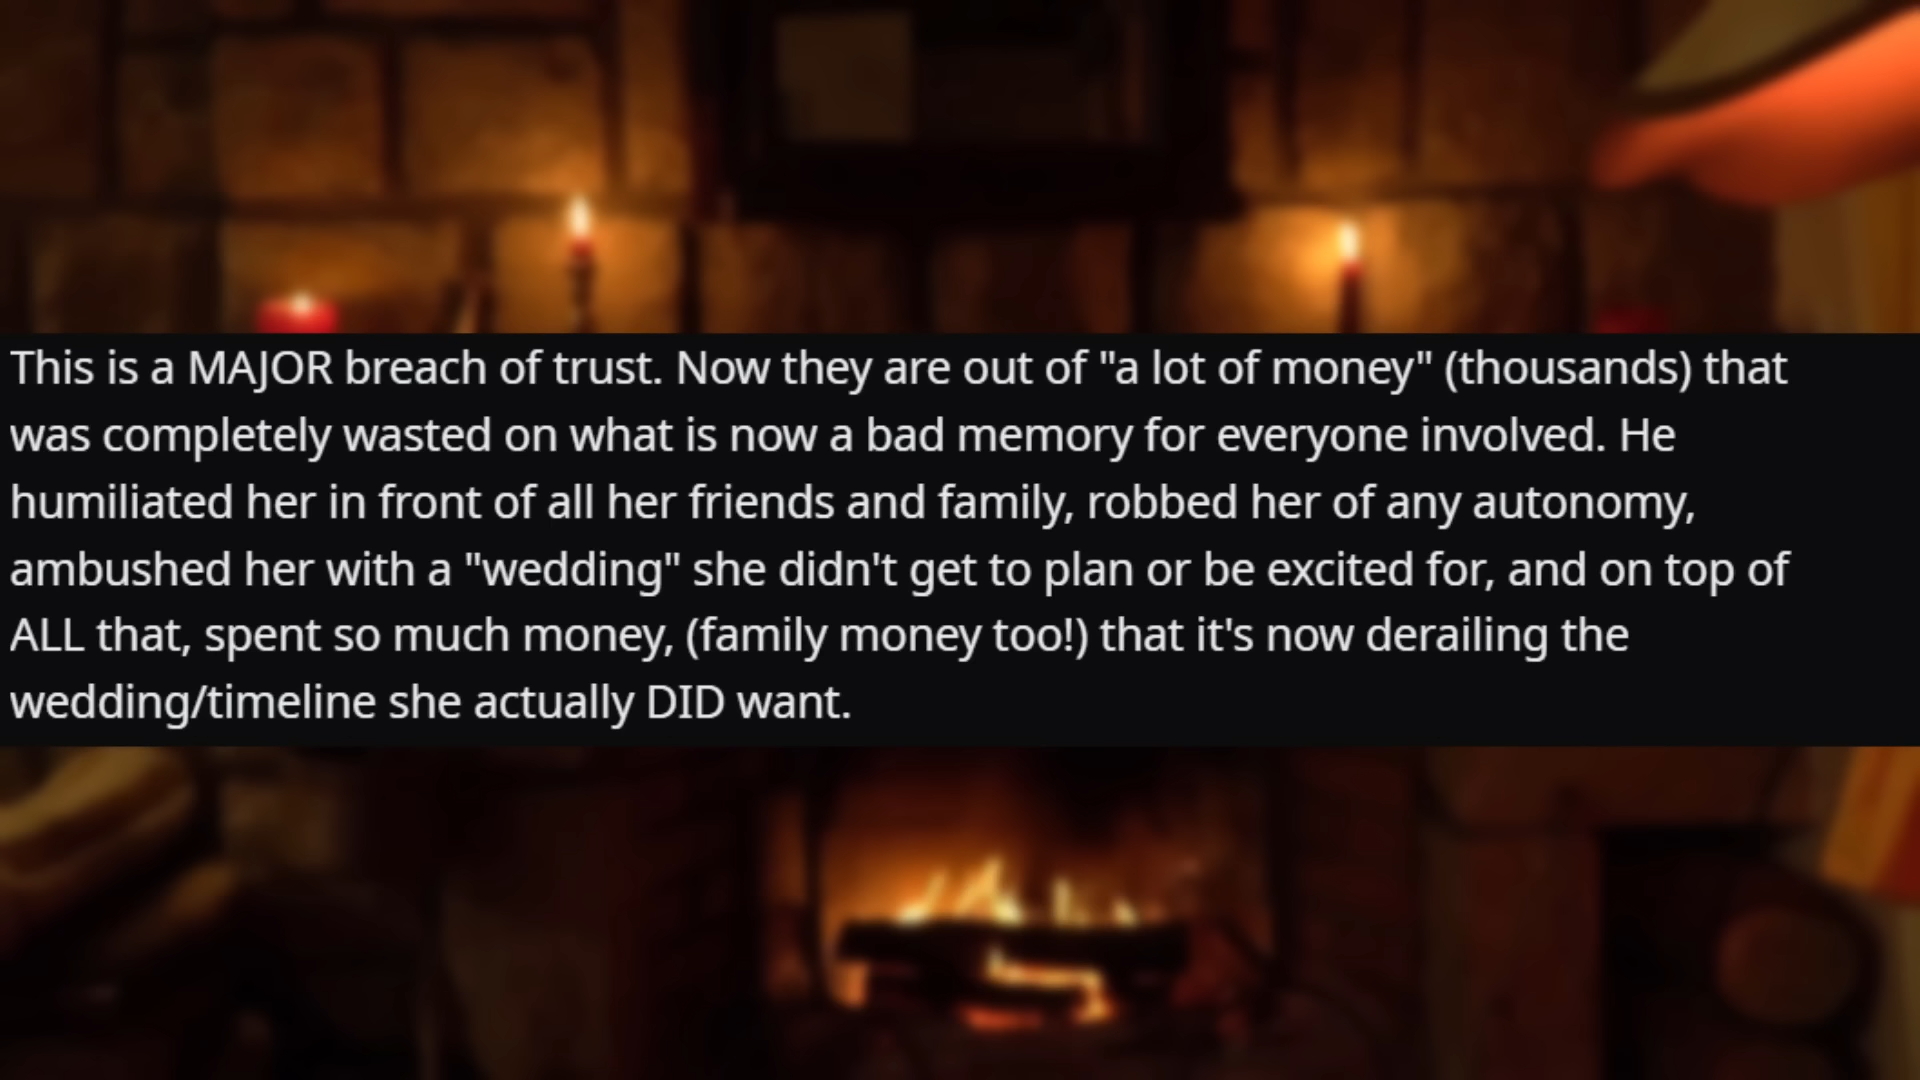 This is a MAJOR breach of trust. Now they are out of "a lot of money" (thousands) that
was completely wasted on what is now a bad memory for everyone involved. He
humiliated her in front of all her friends and family, robbed her of any autonomy,
ambushed her with a "wedding" she didn't get to plan or be excited for, and on top of
ALL that, spent so much money, (family money too!) that it's now derailing the
wedding/timeline she actually DID want.